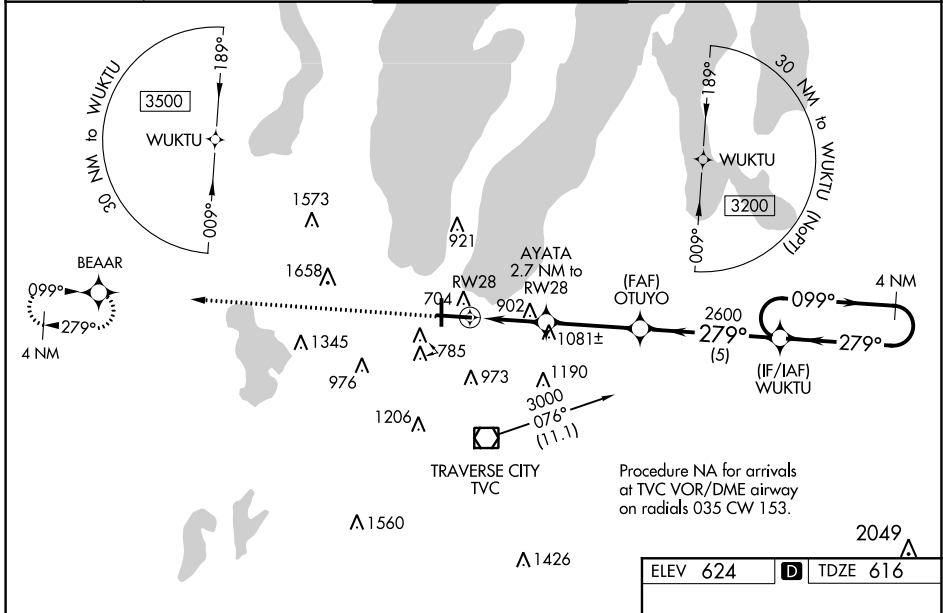 30 NM to WUKTU
189°
3500
WUKTU
009°
30 NM to WUKTU (NoPT)
189°
WUKTU
3200
009°
1573
921
BEAAR
099°
279°
4 NM
1658
704
RW28
AYATA
2.7 NM to
RW28
902
1081±
(FAF)
OTUYO
2600
279°
(5)
099°
4 NM
279°
(IF/IAF)
WUKTU
1345
785
976
973
1190
1206
3000
076°
(11.1)
TRAVERSE CITY
TVC
Procedure NA for arrivals
at TVC VOR/DME airway
on radials 035 CW 153.
1560
1426
2049
ELEV 624 D TDZE 616